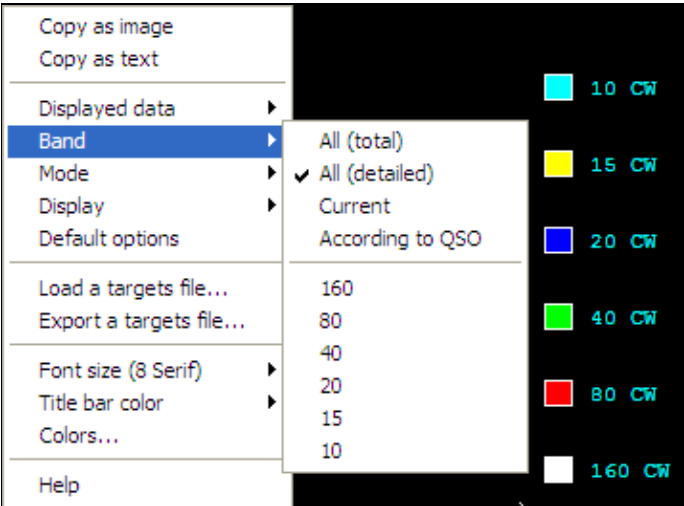 Copy as image
Copy as text
Displayed data
Band
Mode
Display
Default options
Load a targets file...
Export a targets file...
Font size (8 Serif)
Title bar color
Colors...
Help
All (total)
All (detailed)
Current
According to QSO
160
80
40
20
15
10
10 CW
15 CW
20 CW
40 CW
80 CW
160 CW